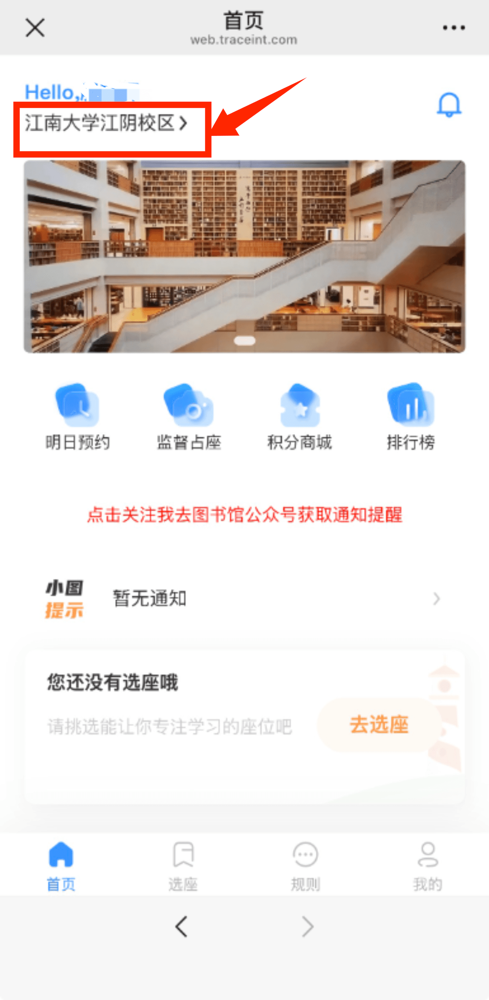 首页
web.traceint.com
Hello,
江南大学江阴校区
明日预约
监督占座
积分商城
排行榜
点击关注我去图书馆公众号获取通知提醒
小图
提示
暂无通知
您还没有选座哦
请挑选能让你专注学习的座位吧
去选座
首页
选座
规则
我的